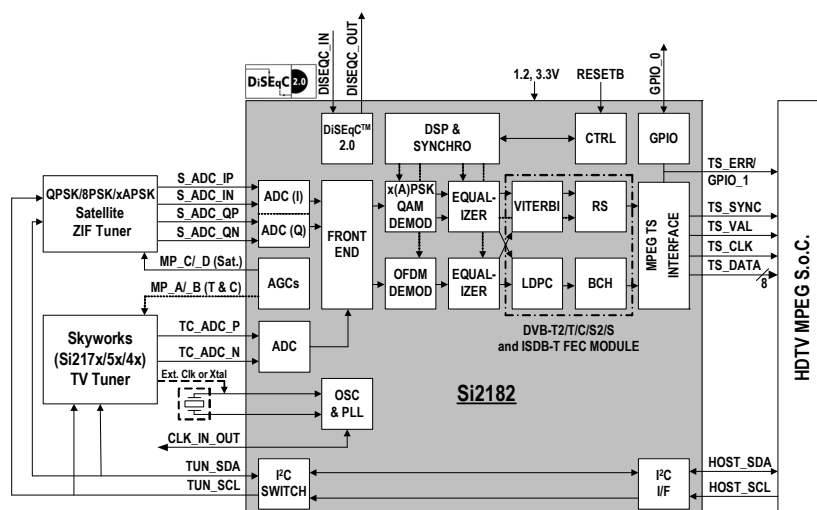 DiSEqC 2.0
DISEQC_IN
DISEQC_OUT
1.2, 3.3V
RESETB
GPIO_0
DiSEqC™
2.0
DSP &
SYNCHRO
CTRL
GPIO
QPSK/8PSK/xAPSK
Satellite
ZIF Tuner
S_ADC_IP
S_ADC_IN
S_ADC_QP
S_ADC_QN
ADC (I)
ADC (Q)
FRONT
END
x(A)PSK
QAM
DEMOD
EQUAL-
IZER
VITERBI
RS
MPEG TS
INTERFACE
TS_ERR/
GPIO_1
TS_SYNC
TS_VAL
TS_CLK
TS_DATA
8
HDTV MPEG S.o.C.
MP_C/_D (Sat.)
AGCs
MP_A/_B (T & C)
OFDM
DEMOD
EQUAL-
IZER
LDPC
BCH
DVB-T2/T/C/S2/S
and ISDB-T FEC MODULE
Skyworks
(Si217x/5x/4x)
TV Tuner
TC_ADC_P
TC_ADC_N
ADC
Ext. Clk or Xtal
OSC
& PLL
Si2182
CLK_IN_OUT
TUN_SDA
TUN_SCL
I²C
SWITCH
I²C
I/F
HOST_SDA
HOST_SCL